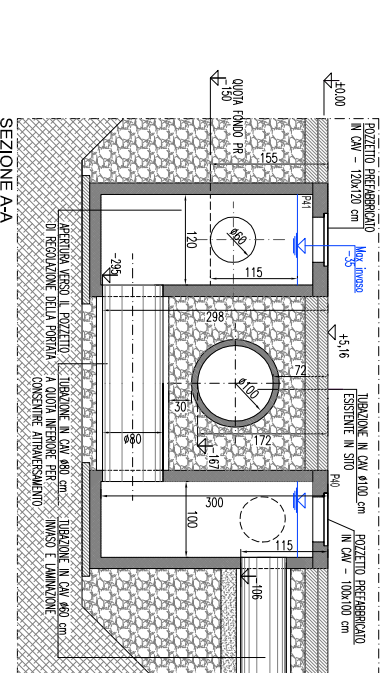 ±0,00
POZZETTO PREFABBRICATO
IN CAV - 120x120 cm
Max invaso
-35
+5,16
TUBAZIONE IN CAV ø100 cm
ESISTENTE IN SITO
POZZETTO PREFABBRICATO
IN CAV - 100x100 cm
QUOTA FONDO PR
-150
155
P41
ø60
115
120
-295
298
72
ø100
30
172
-167
ø80
P40
300
100
115
-106
APERTURA VERSO IL POZZETTO
DI REGOLAZIONE DELLA PORTATA
TUBAZIONE IN CAV ø80 cm
A QUOTA INFERIORE PER
CONSENTIRE ATTRAVERSAMENTO
TUBAZIONE IN CAV ø60 cm
INVASO E LAMINAZIONE
SEZIONE A-A